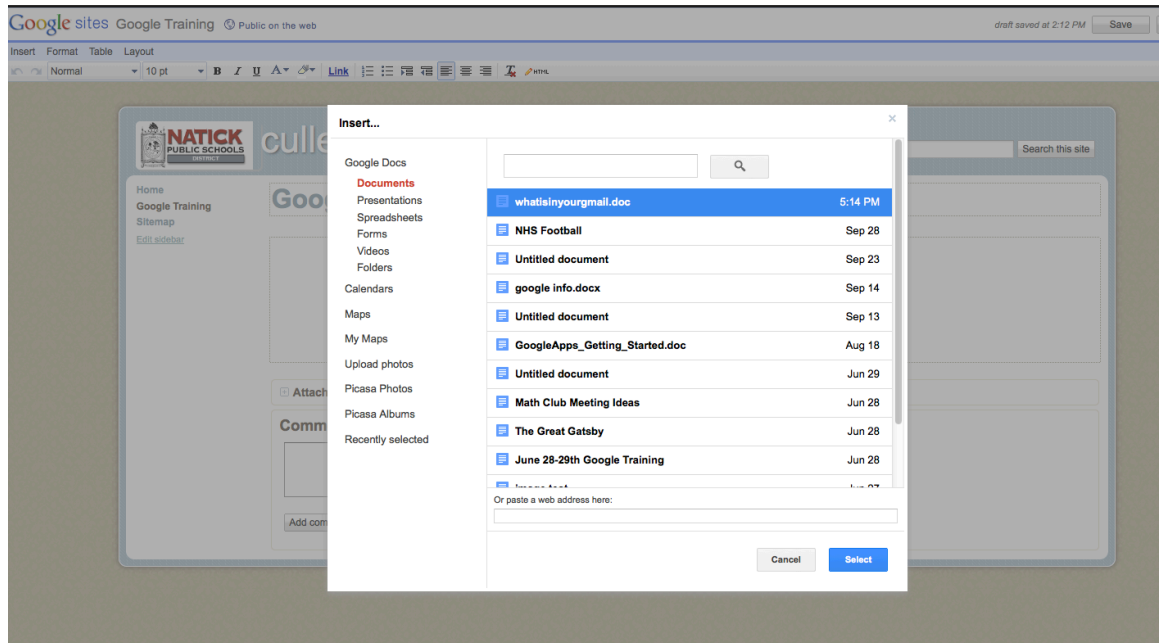 Google sites Google Training Public on the web draft saved at 2:12 PM Save
Insert Format Table Layout
Normal 10 pt B I U A Link HTML
Insert...
NATICK
PUBLIC SCHOOLS
DISTRICT
culle
Search this site
Home
Google Training
Sitemap
Edit sidebar
Goo
Attach
Comm
Add com
Google Docs
Documents
Presentations
Spreadsheets
Forms
Videos
Folders
Calendars
Maps
My Maps
Upload photos
Picasa Photos
Picasa Albums
Recently selected
whatisinyourgmail.doc 5:14 PM
NHS Football Sep 28
Untitled document Sep 23
google info.docx Sep 14
Untitled document Sep 13
GoogleApps_Getting_Started.doc Aug 18
Untitled document Jun 29
Math Club Meeting Ideas Jun 28
The Great Gatsby Jun 28
June 28-29th Google Training Jun 28
Or paste a web address here:
Cancel Select